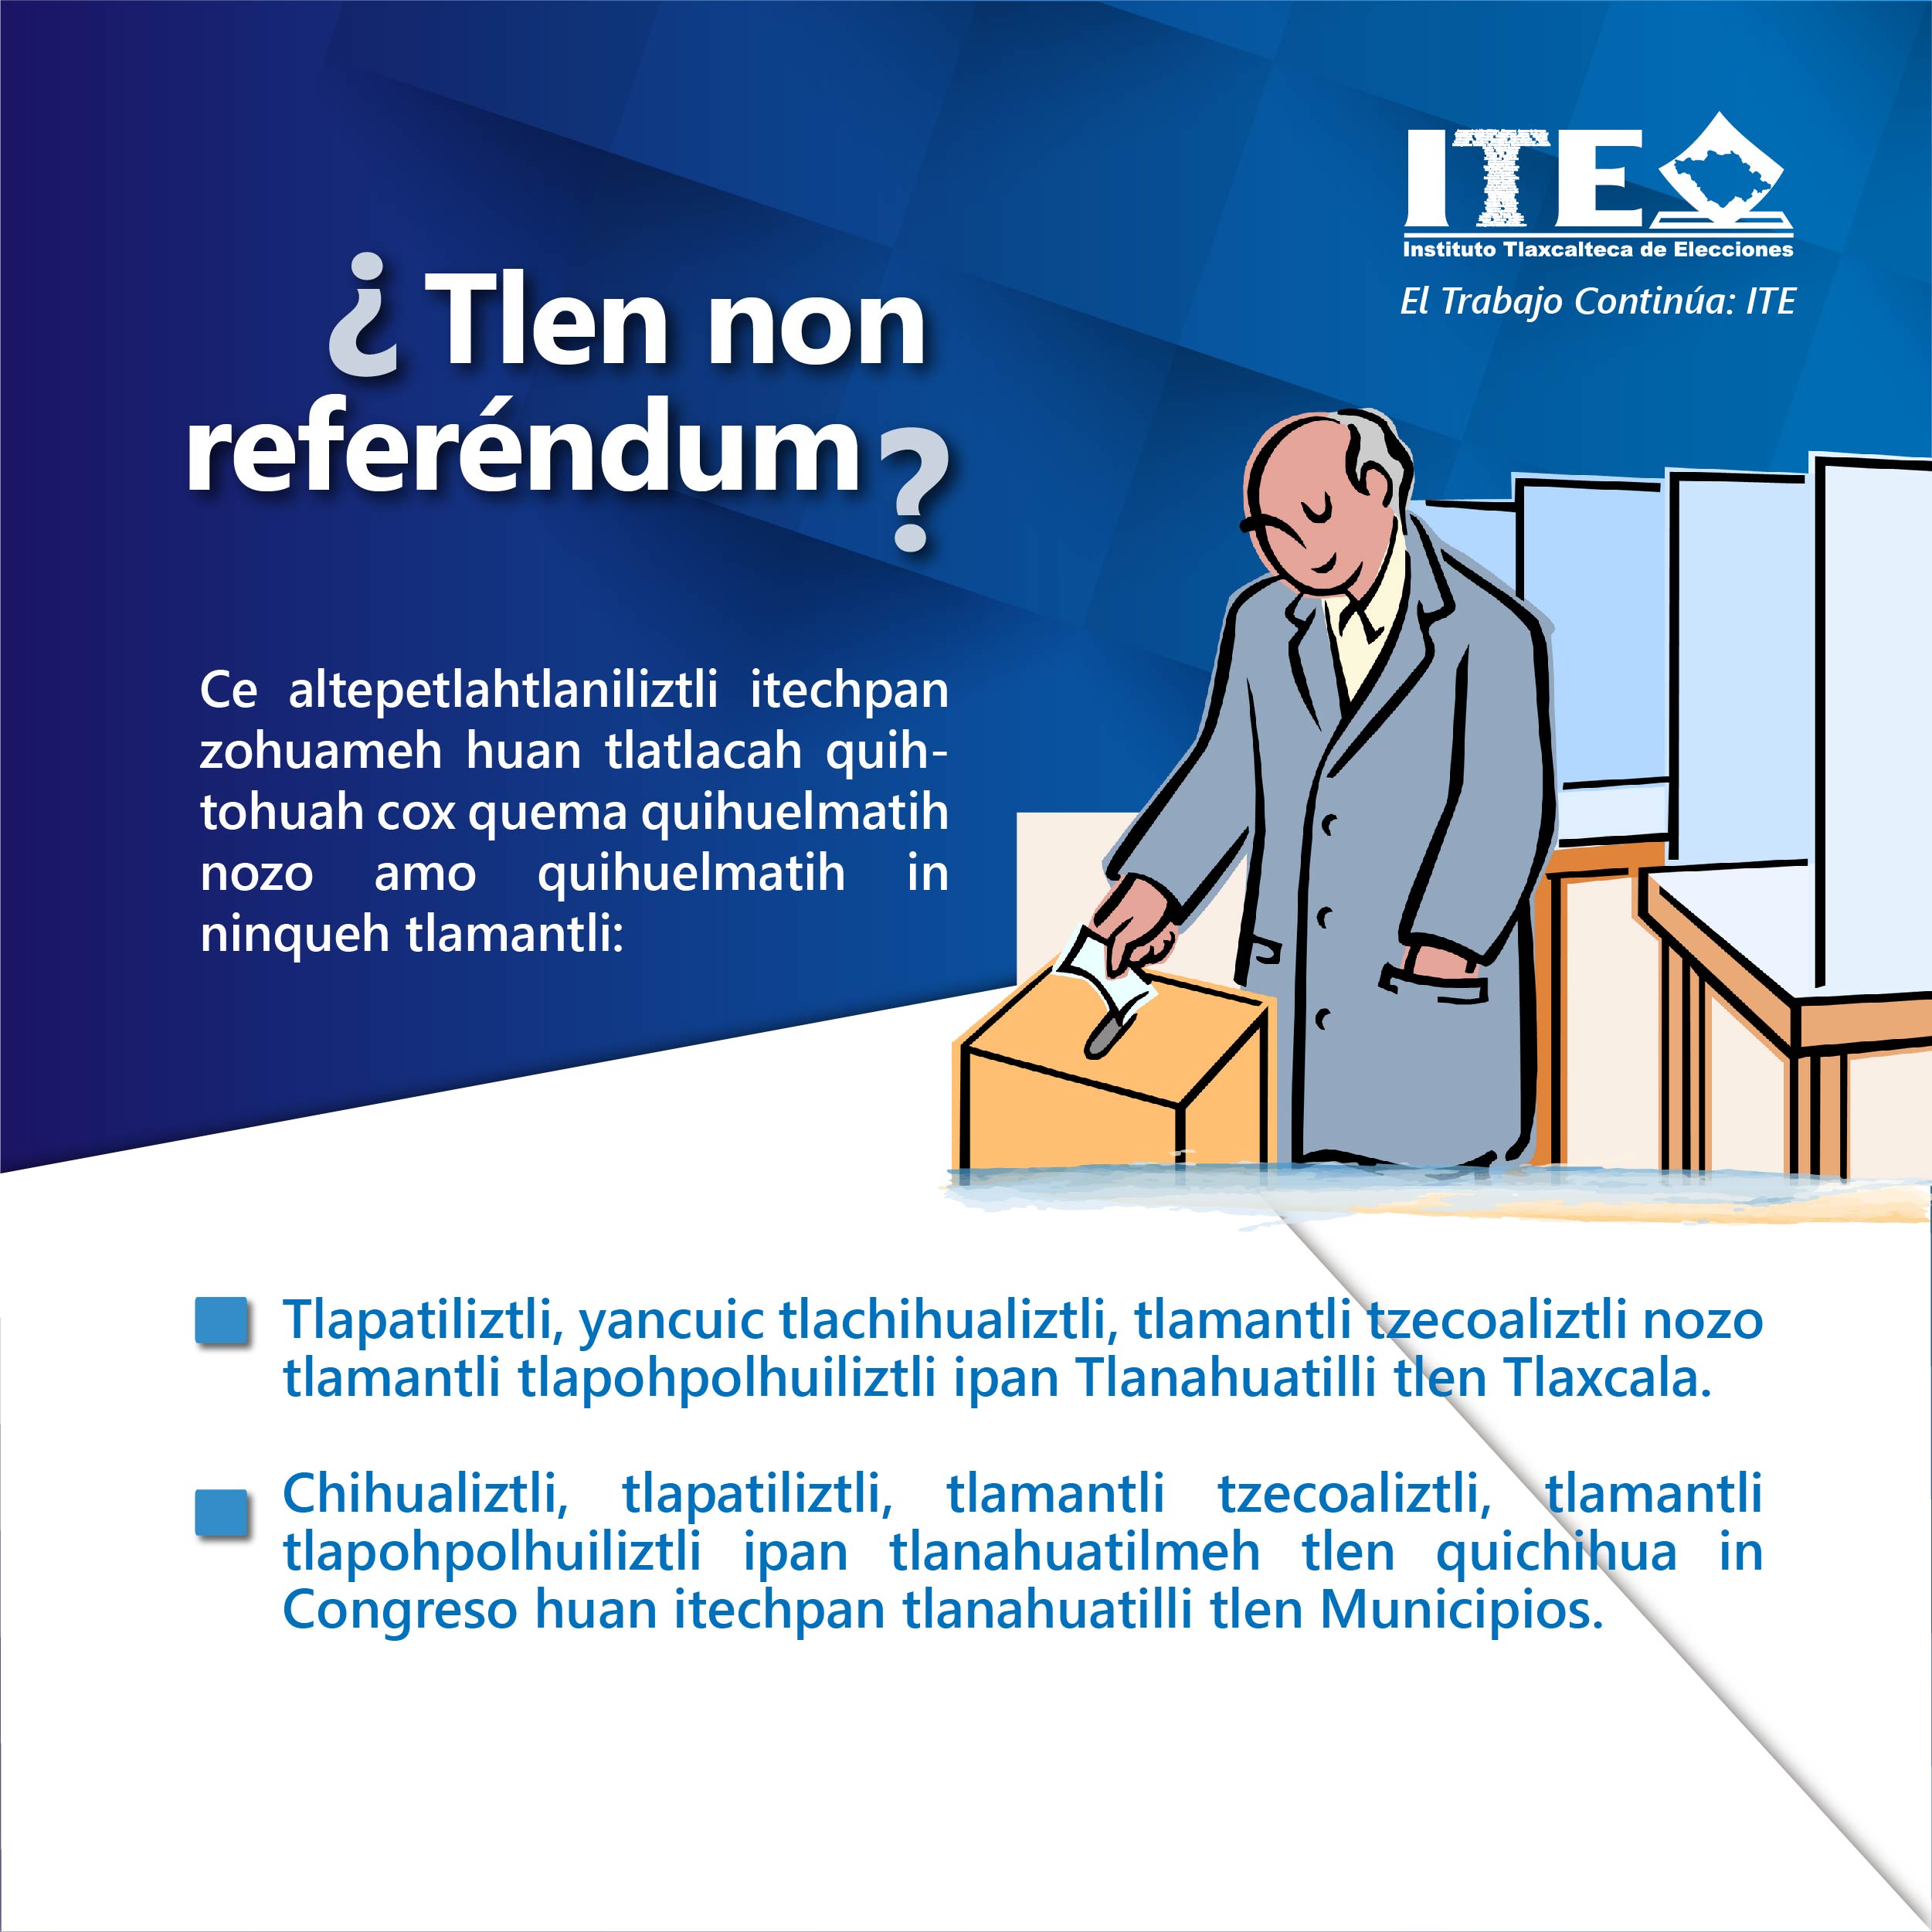 ITE
Instituto Tlaxcalteca de Elecciones
El Trabajo Continúa: ITE
¿Tlen non
referéndum?
Ce altepetlahtlaniliztli itechpan
zohuameh huan tlatlacah quih-
tohuah cox quema quihuelmatih
nozo amo quihuelmatih in
ninqueh tlamantli:
Tlapatiliztli, yancuic tlachihualiztli, tlamantli tzecoaliztli nozo
tlamantli tlapohpolhuiliztli ipan Tlanahuatilli tlen Tlaxcala.
Chihualiztli, tlapatiliztli, tlamantli tzecoaliztli, tlamantli
tlapohpolhuiliztli ipan tlanahuatilmeh tlen quichihua in
Congreso huan itechpan tlanahuatilli tlen Municipios.